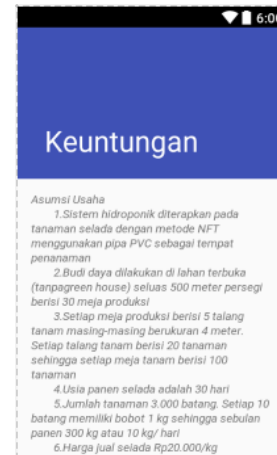 6:00
Keuntungan
Asumsi Usaha
1.Sistem hidroponik diterapkan pada
tanaman selada dengan metode NFT
menggunakan pipa PVC sebagai tempat
penanaman
2.Budi daya dilakukan di lahan terbuka
(tanpagreen house) seluas 500 meter persegi
berisi 30 meja produksi
3.Setiap meja produksi berisi 5 talang
tanam masing-masing berukuran 4 meter.
Setiap talang tanam berisi 20 tanaman
sehingga setiap meja tanam berisi 100
tanaman
4.Usia panen selada adalah 30 hari
5.Jumlah tanaman 3.000 batang. Setiap 10
batang memiliki bobot 1 kg sehingga sebulan
panen 300 kg atau 10 kg/ hari
6.Harga jual selada Rp20.000/kg